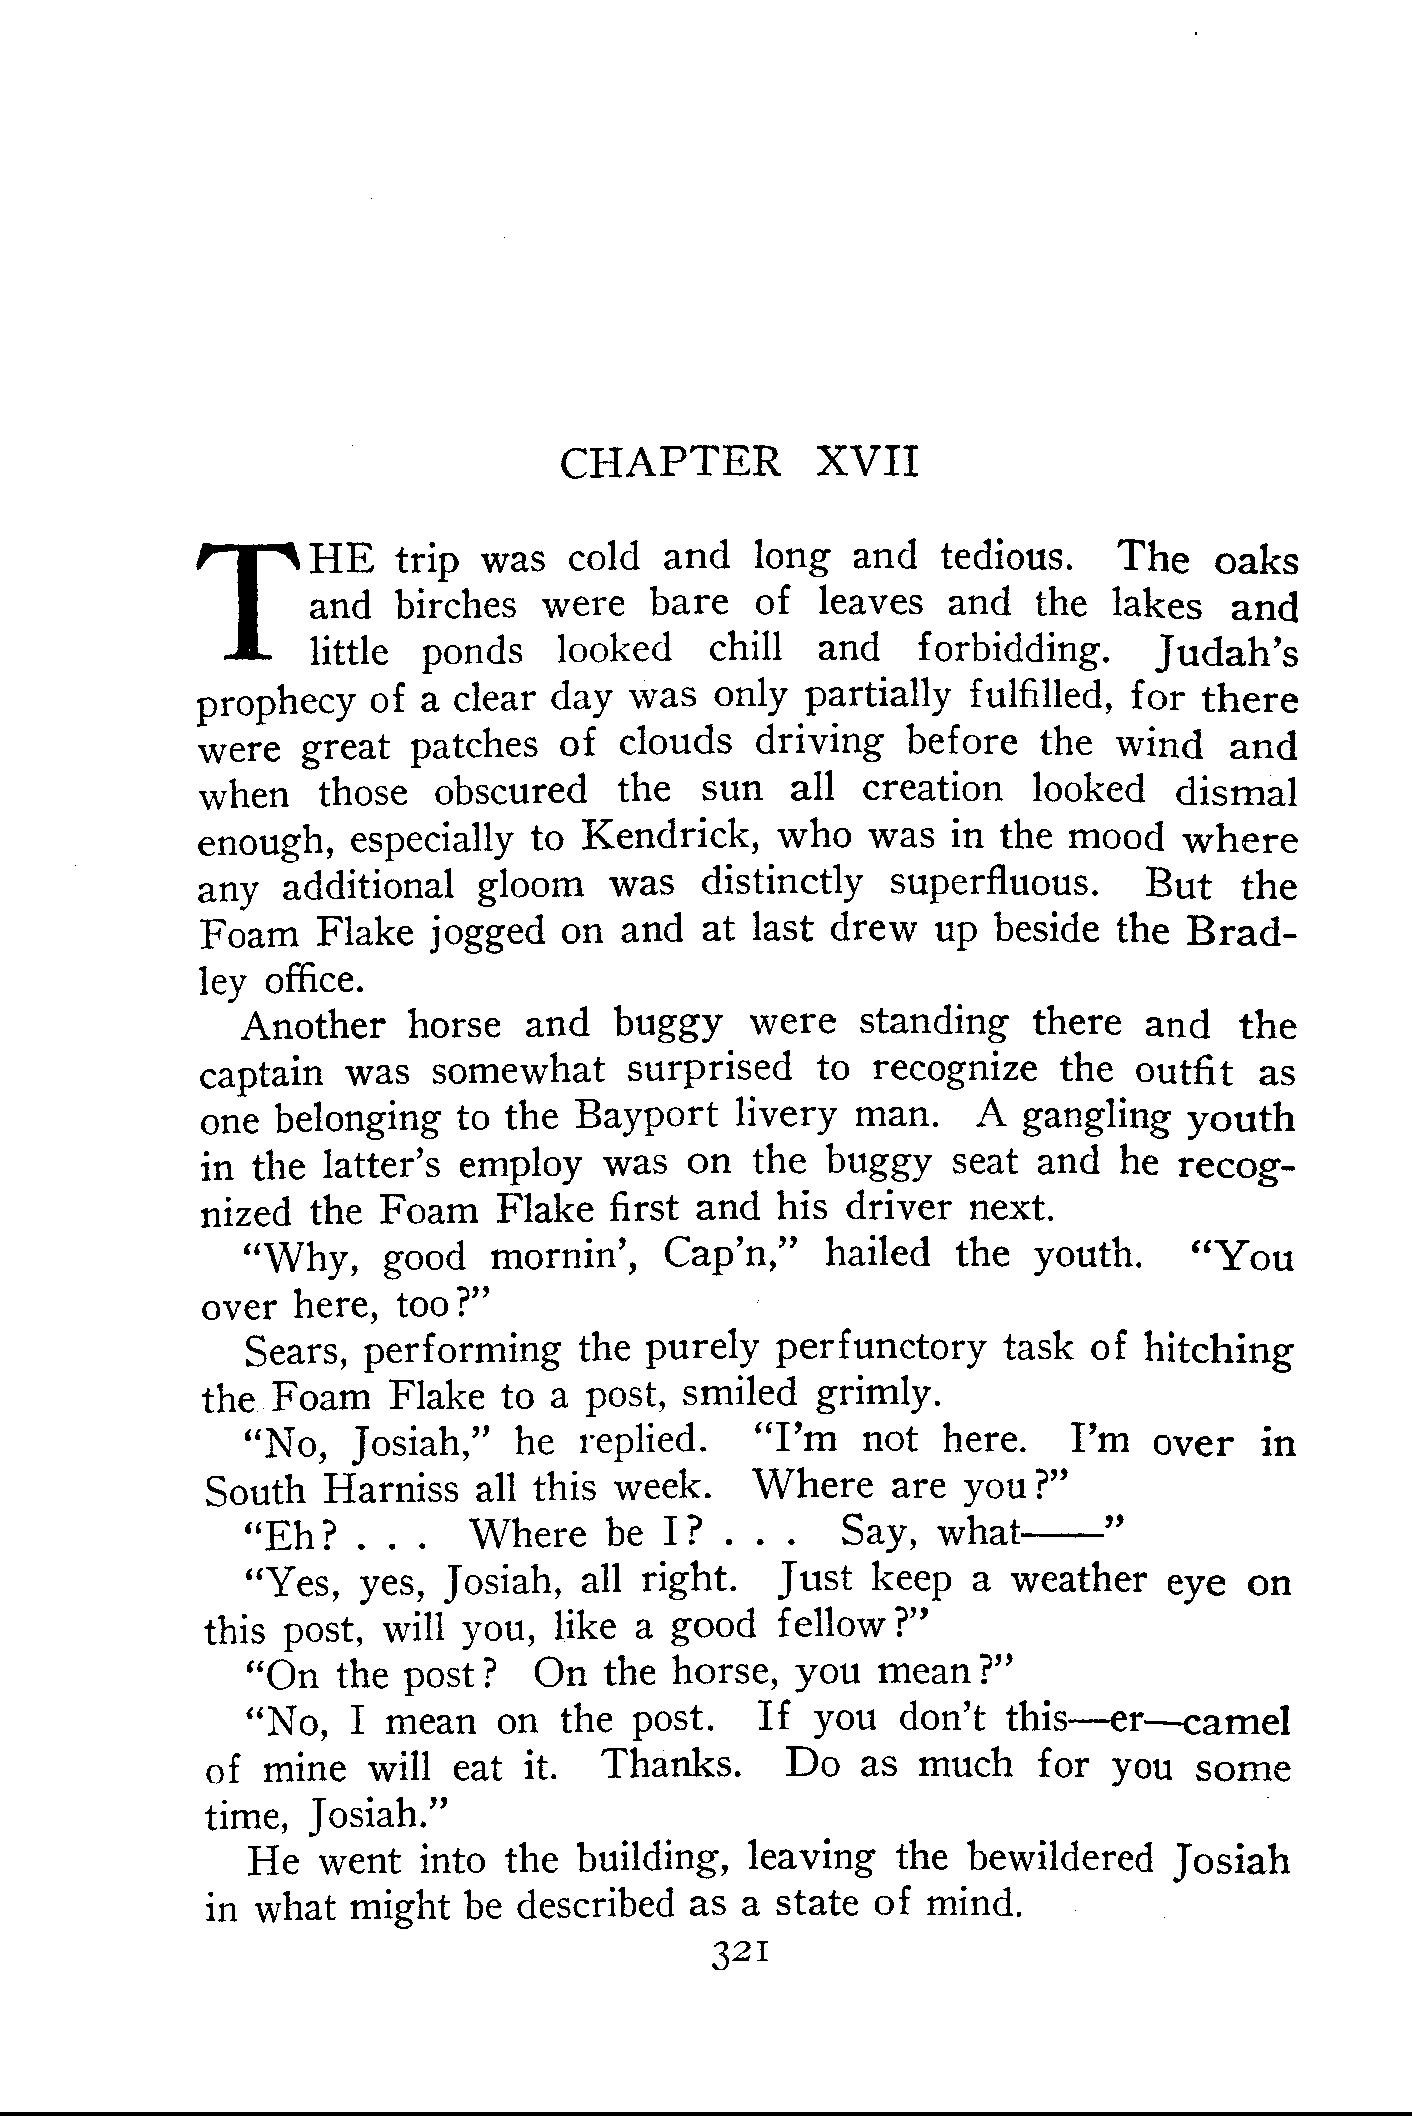 CHAPTER XVII
THE trip was cold and long and tedious. The oaks
and birches were bare of leaves and the lakes and
little ponds looked chill and forbidding. Judah's
prophecy of a clear day was only partially fulfilled, for there
were great patches of clouds driving before the wind and
when those obscured the sun all creation looked dismal
enough, especially to Kendrick, who was in the mood where
any additional gloom was distinctly superfluous. But the
Foam Flake jogged on and at last drew up beside the Brad-
ley office.
Another horse and buggy were standing there and the
captain was somewhat surprised to recognize the outfit as
one belonging to the Bayport livery man. A gangling youth
in the latter's employ was on the buggy seat and he recog-
nized the Foam Flake first and his driver next.
"Why, good mornin', Cap'n," hailed the youth. "You
over here, too?"
Sears, performing the purely perfunctory task of hitching
the Foam Flake to a post, smiled grimly.
"No, Josiah," he replied. "I'm not here. I'm over in
South Harniss all this week. Where are you?"
"Eh? . . . Where be I? . . . Say, what——"
"Yes, yes, Josiah, all right. Just keep a weather eye on
this post, will you, like a good fellow?"
"On the post? On the horse, you mean?"
"No, I mean on the post. If you don't this—er—camel
of mine will eat it. Thanks. Do as much for you some
time, Josiah."
He went into the building, leaving the bewildered Josiah
in what might be described as a state of mind.
321